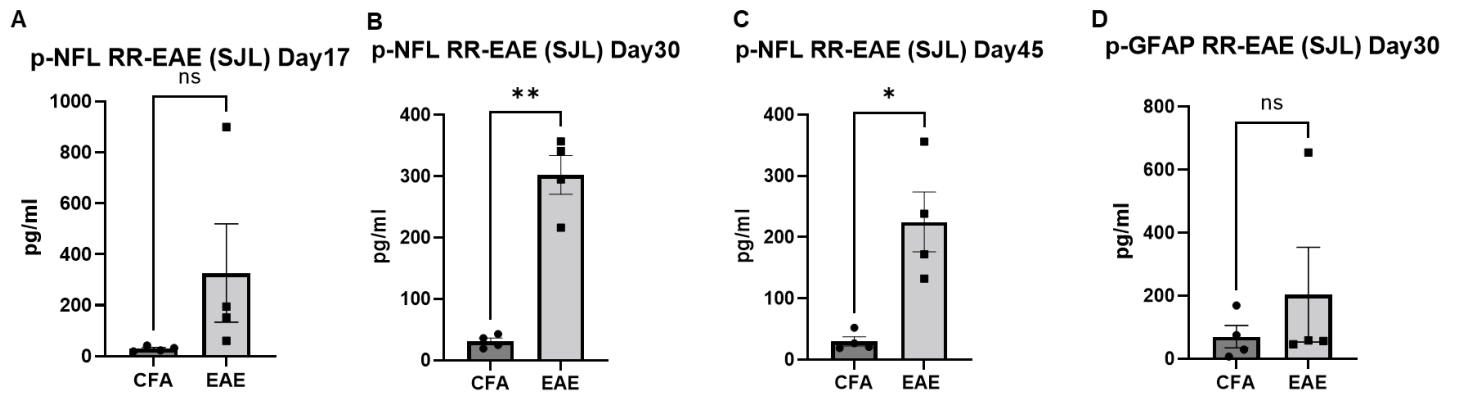 A
p-NFL RR-EAE (SJL) Day17
ns
1000
800
600
400
200
0
pg/ml
CFA
EAE
B
p-NFL RR-EAE (SJL) Day30
**
400
300
200
100
0
pg/ml
CFA
EAE
C
p-NFL RR-EAE (SJL) Day45
*
400
300
200
100
0
pg/ml
CFA
EAE
D
p-GFAP RR-EAE (SJL) Day30
ns
800
600
400
200
0
pg/ml
CFA
EAE